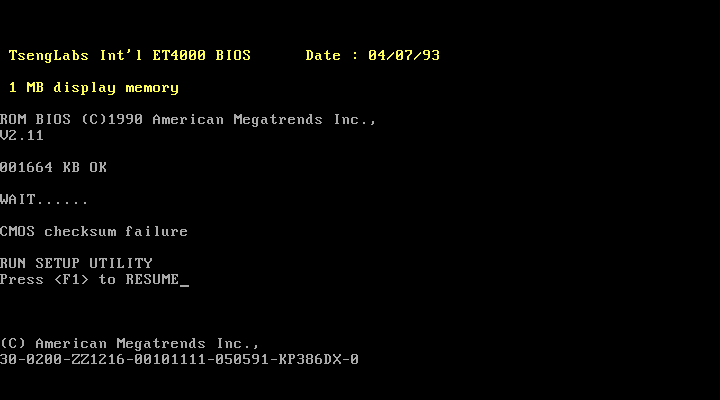 TsengLabs Int'l ET4000 BIOS      Date : 04/07/93
1 MB display memory
ROM BIOS (C)1990 American Megatrends Inc.,
V2.11
001664 KB OK
WAIT......
CMOS checksum failure
RUN SETUP UTILITY
Press <F1> to RESUME_
(C) American Megatrends Inc.,
30-0200-ZZ1216-00101111-050591-KP386DX-0